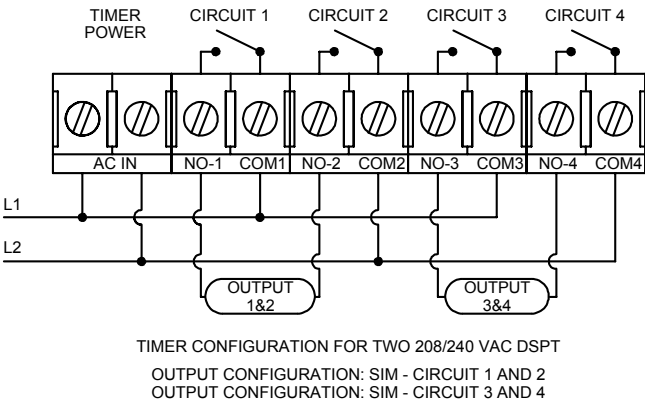 TIMER
POWER
CIRCUIT 1
CIRCUIT 2
CIRCUIT 3
CIRCUIT 4
AC IN
NO-1
COM1
NO-2
COM2
NO-3
COM3
NO-4
COM4
L1
L2
OUTPUT
1&2
OUTPUT
3&4
TIMER CONFIGURATION FOR TWO 208/240 VAC DSPT
OUTPUT CONFIGURATION: SIM - CIRCUIT 1 AND 2
OUTPUT CONFIGURATION: SIM - CIRCUIT 3 AND 4